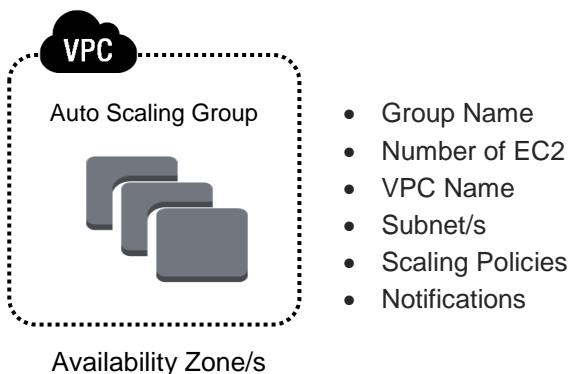 VPC
Auto Scaling Group
Availability Zone/s
• Group Name
• Number of EC2
• VPC Name
• Subnet/s
• Scaling Policies
• Notifications